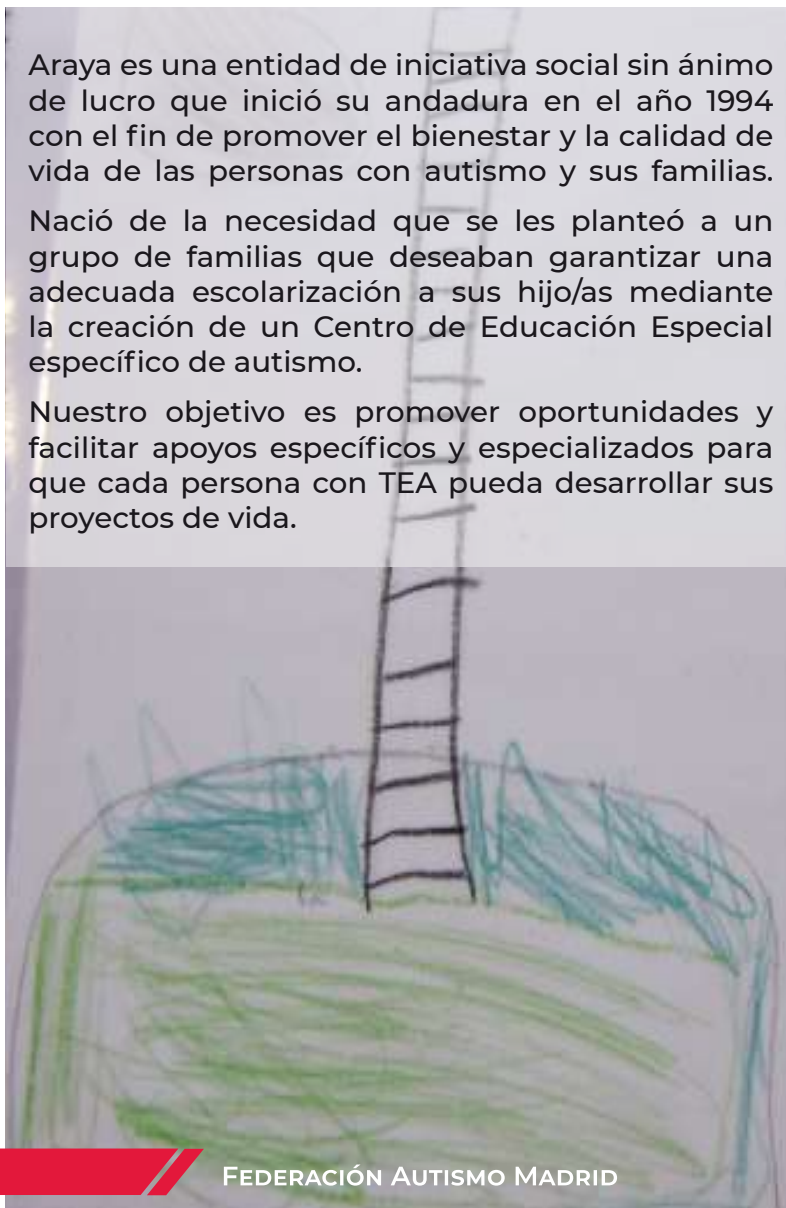 Araya es una entidad de iniciativa social sin ánimo
de lucro que inició su andadura en el año 1994
con el fin de promover el bienestar y la calidad de
vida de las personas con autismo y sus familias.
Nació de la necesidad que se les planteó a un
grupo de familias que deseaban garantizar una
adecuada escolarización a sus hijo/as mediante
la creación de un Centro de Educación Especial
específico de autismo.
Nuestro objetivo es promover oportunidades y
facilitar apoyos específicos y especializados para
que cada persona con TEA pueda desarrollar sus
proyectos de vida.
Federación Autismo Madrid